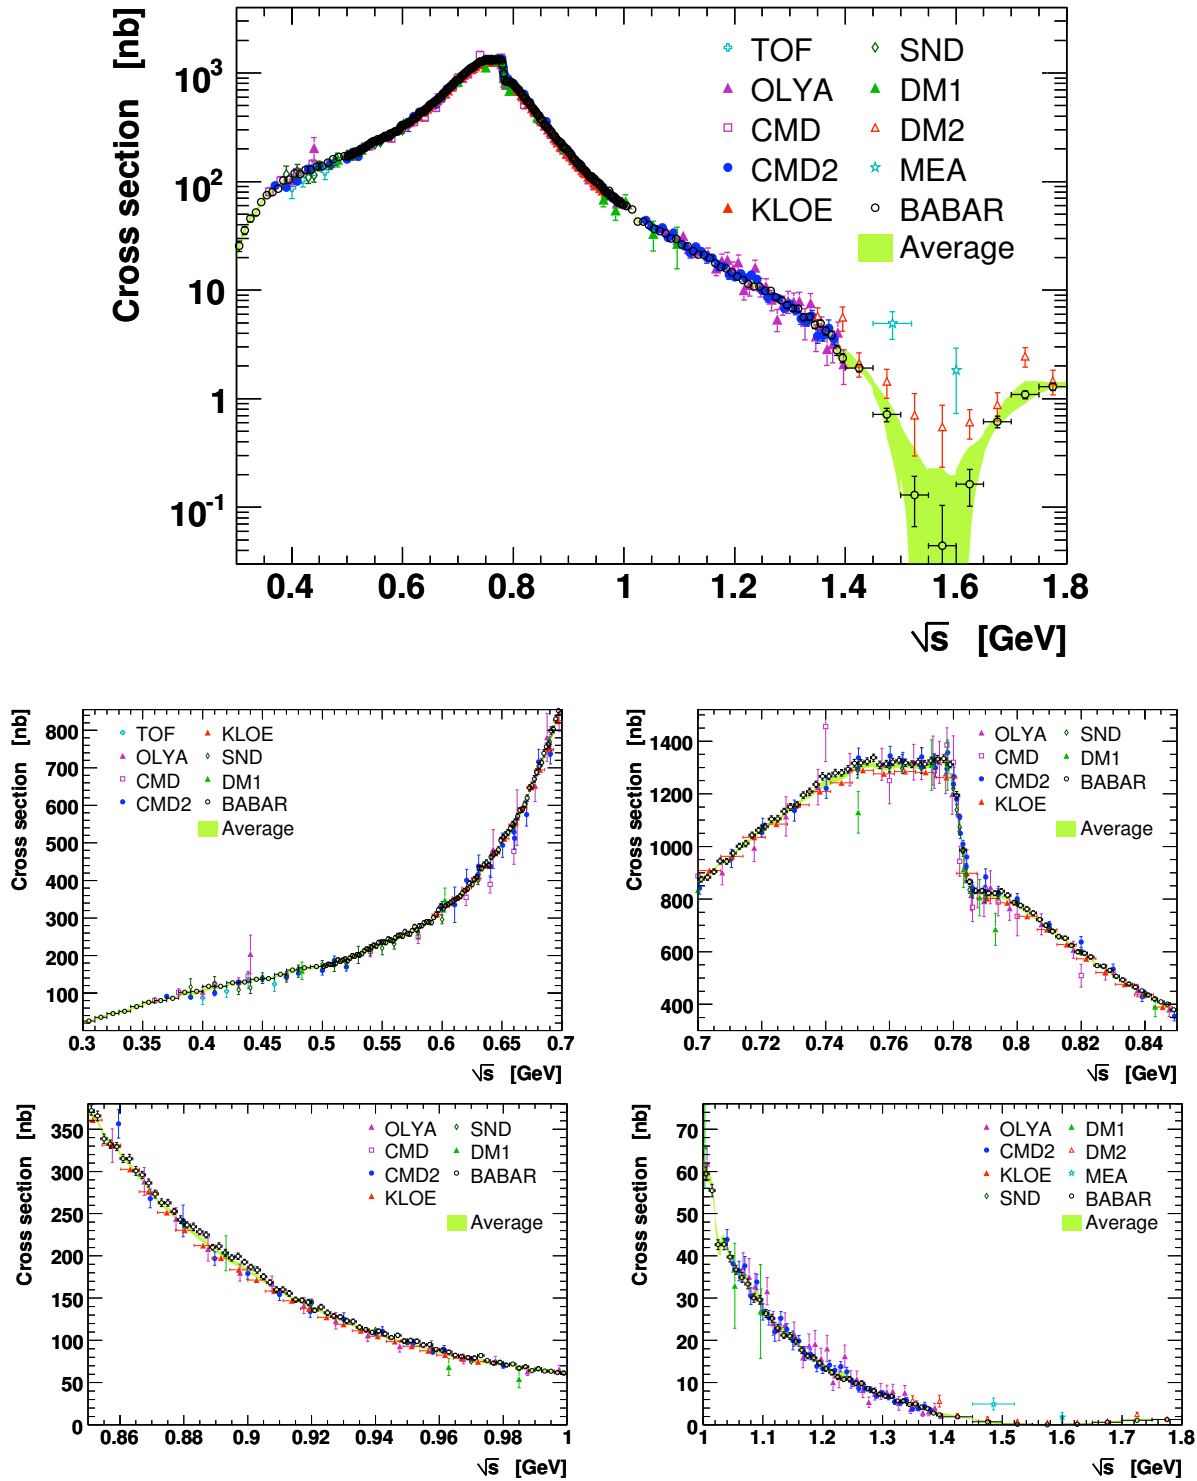 Cross section [nb]
10^3
10^2
10
1
10^-1
TOF
OLYA
CMD
CMD2
KLOE
SND
DM1
DM2
MEA
BABAR
Average
0.4 0.6 0.8 1 1.2 1.4 1.6 1.8
√s [GeV]
Cross section [nb]
800
700
600
500
400
300
200
100
TOF
OLYA
CMD
CMD2
KLOE
SND
DM1
BABAR
Average
0.3 0.35 0.4 0.45 0.5 0.55 0.6 0.65 0.7
√s [GeV]
Cross section [nb]
1400
1200
1000
800
600
400
OLYA
CMD
CMD2
KLOE
SND
DM1
BABAR
Average
0.7 0.72 0.74 0.76 0.78 0.8 0.82 0.84
√s [GeV]
Cross section [nb]
350
300
250
200
150
100
50
0
OLYA
CMD
CMD2
KLOE
SND
DM1
BABAR
Average
0.86 0.88 0.9 0.92 0.94 0.96 0.98 1
√s [GeV]
Cross section [nb]
70
60
50
40
30
20
10
0
OLYA
CMD2
KLOE
SND
DM1
DM2
MEA
BABAR
Average
1 1.1 1.2 1.3 1.4 1.5 1.6 1.7 1.8
√s [GeV]